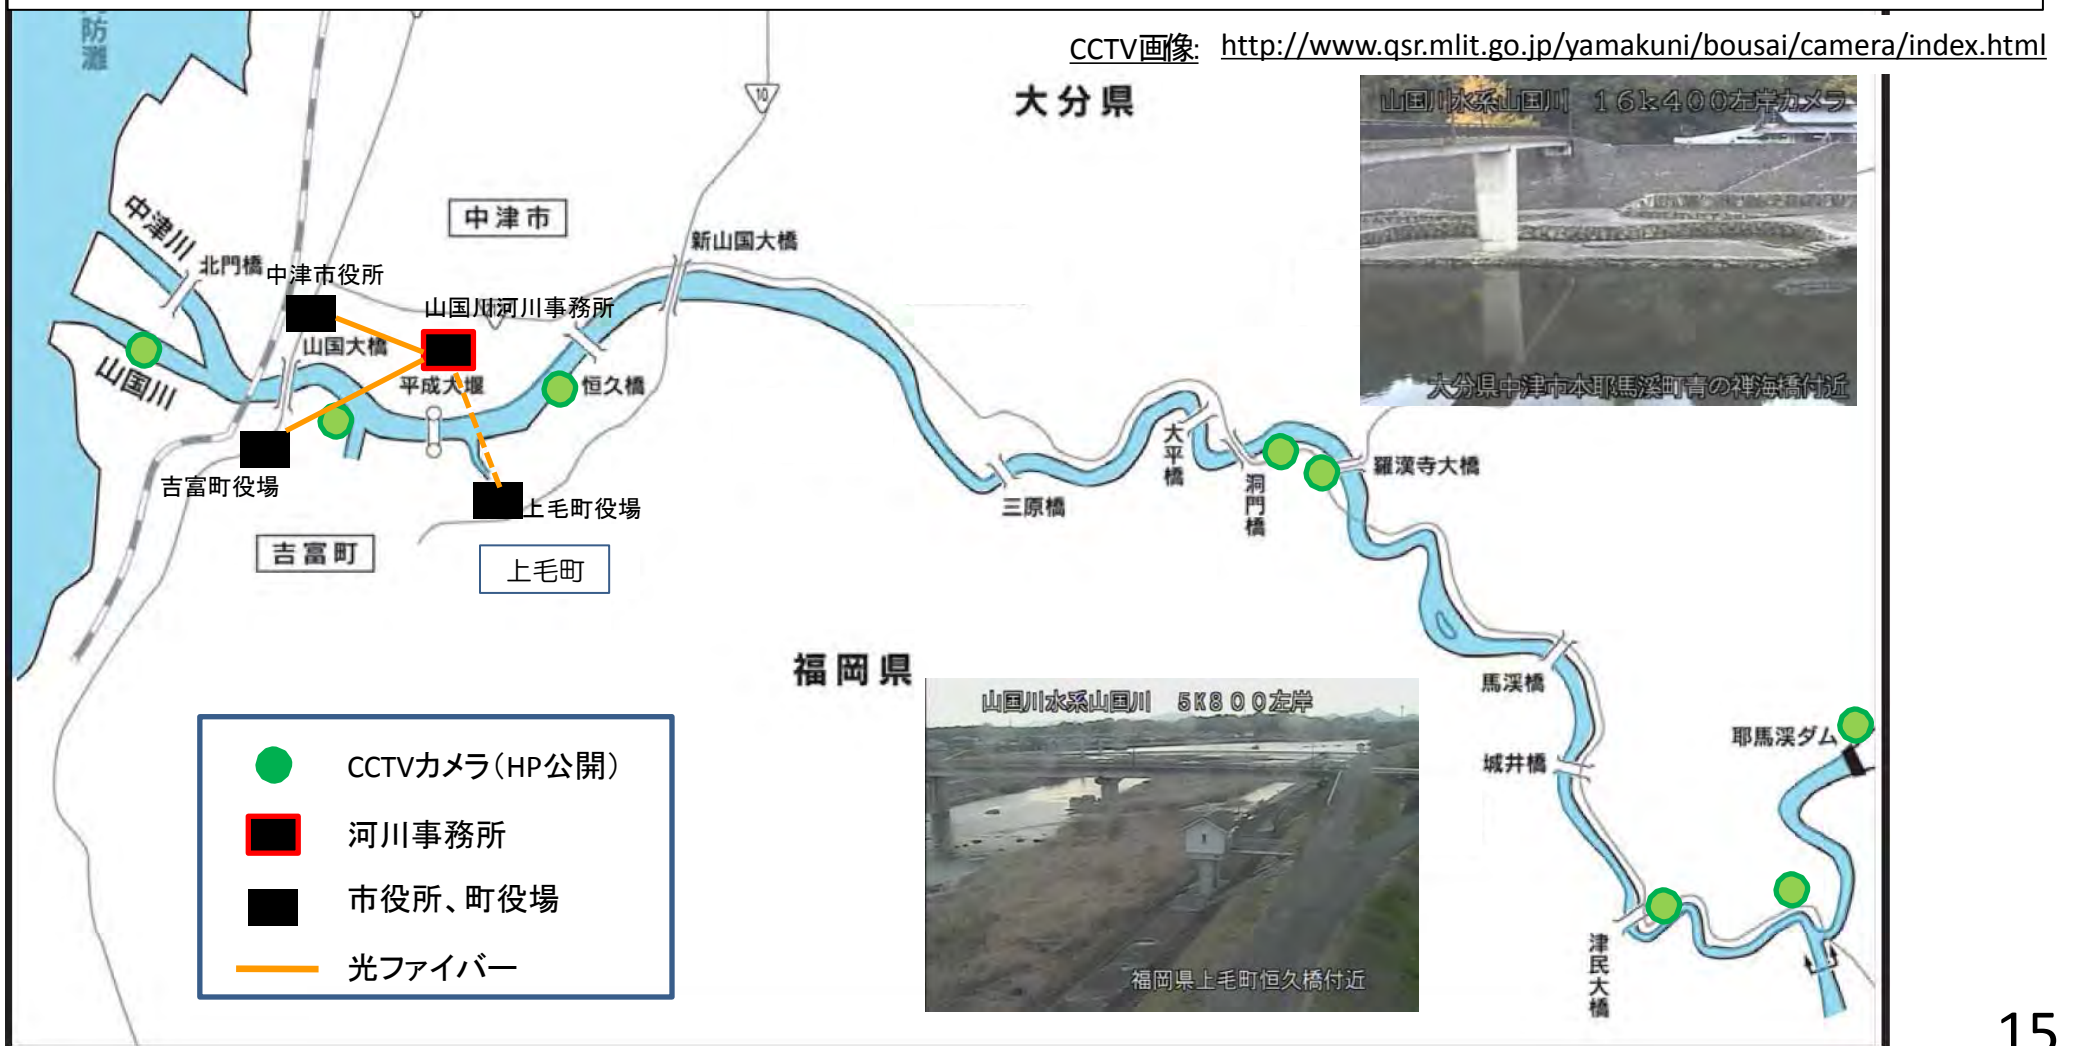 防灘
CCTV画像: http://www.qsr.mlit.go.jp/yamakuni/bousai/camera/index.html
10
大分県
山国川水系山国川 16k400左岸カメラ
大分県中津市本耶馬渓町青の禅海橋付近
中津川
北門橋
中津市役所
中津市
新山国大橋
山国川河川事務所
山国大橋
山国川
平成大堰
恒久橋
吉富町役場
上毛町役場
吉富町
上毛町
三原橋
大平橋
洞門橋
羅漢寺大橋
馬渓橋
城井橋
耶馬渓ダム
津民大橋
福岡県
山国川水系山国川 5K800左岸
福岡県上毛町恒久橋付近
CCTVカメラ（HP公開）
河川事務所
市役所、町役場
光ファイバー
15